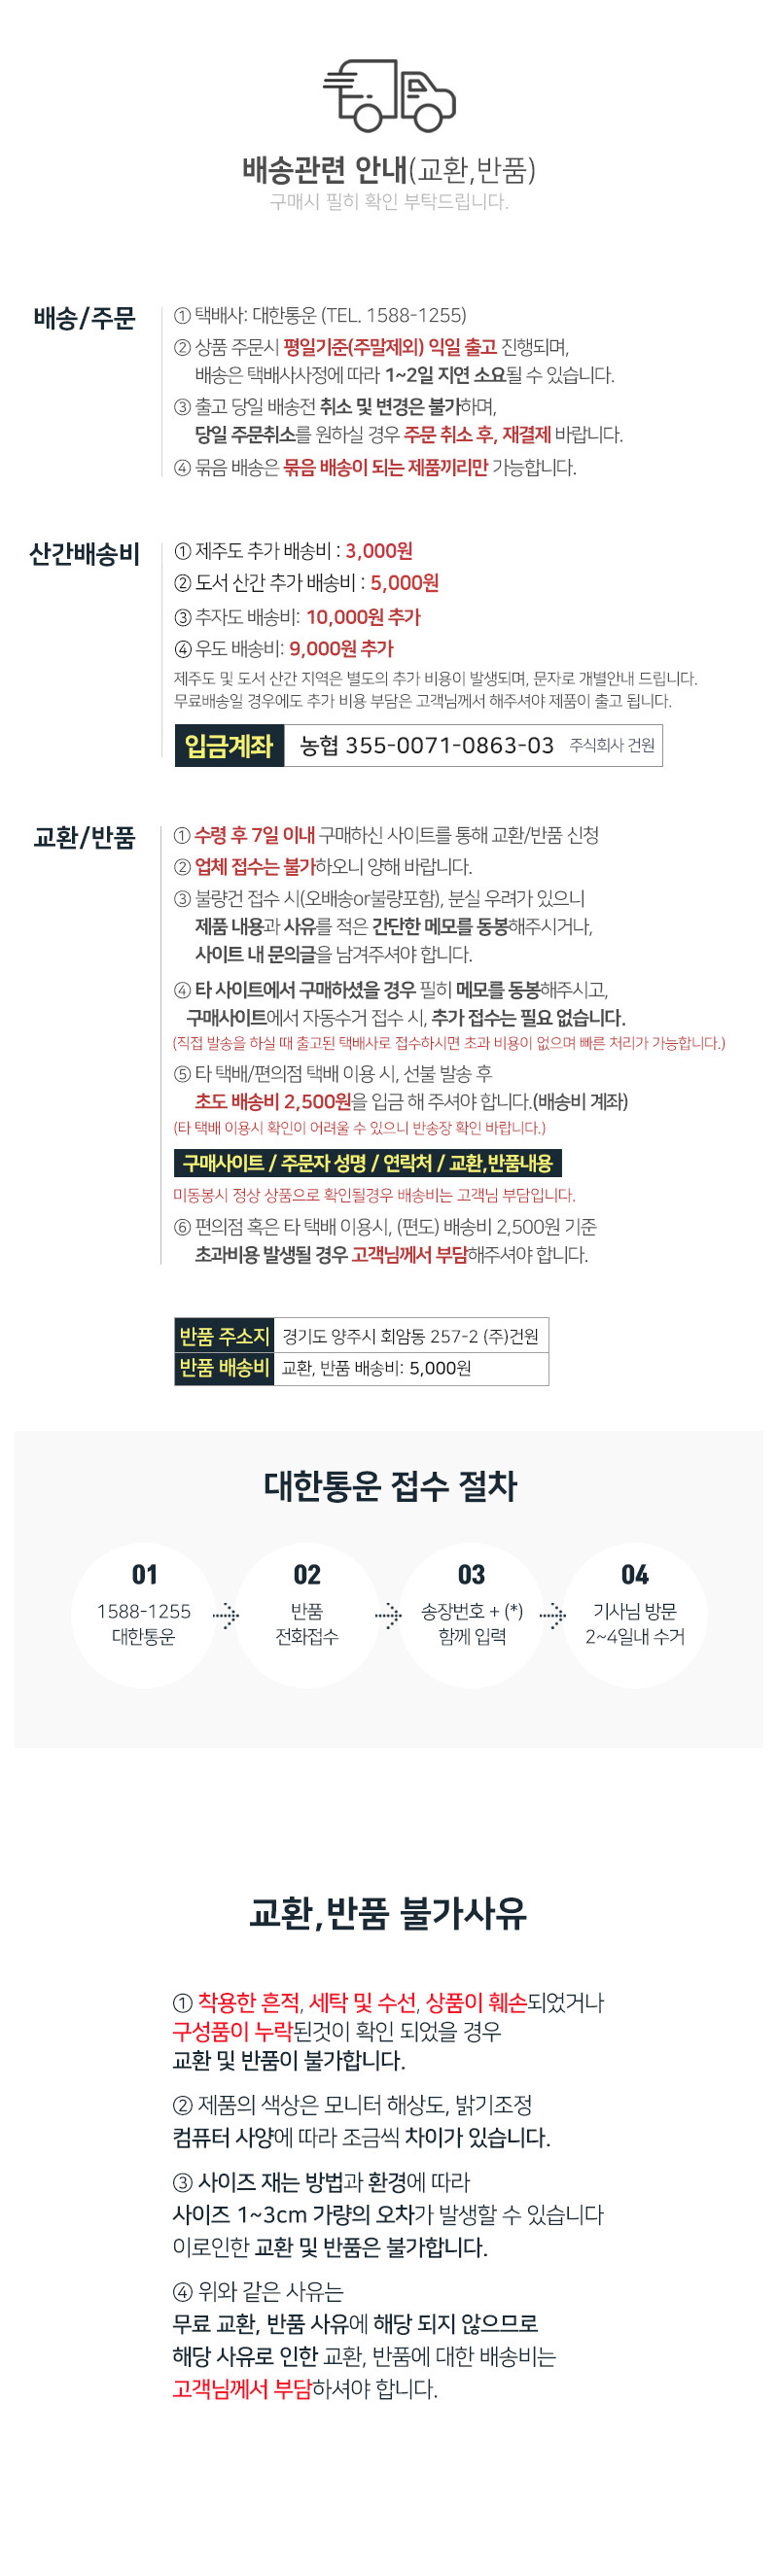 배송관련 안내(교환,반품)
구매시 필히 확인 부탁드립니다.
배송/주문
① 택배사: 대한통운 (TEL. 1588-1255)
② 상품 주문시 평일기준(주말제외) 익일 출고 진행되며,
배송은 택배사사정에 따라 1~2일 지연 소요될 수 있습니다.
③ 출고 당일 배송전 취소 및 변경은 불가하며,
당일 주문취소를 원하실 경우 주문 취소 후, 재결제 바랍니다.
④ 묶음 배송은 묶음 배송이 되는 제품끼리만 가능합니다.
산간배송비
① 제주도 추가 배송비 : 3,000원
② 도서 산간 추가 배송비 : 5,000원
③ 추자도 배송비: 10,000원 추가
④ 우도 배송비: 9,000원 추가
제주도 및 도서 산간 지역은 별도의 추가 비용이 발생되며, 문자로 개별안내 드립니다.
무료배송일 경우에도 추가 비용 부담은 고객님께서 해주셔야 제품이 출고 됩니다.
입금계좌 농협 355-0071-0863-03 주식회사 건원
교환/반품
① 수령 후 7일 이내 구매하신 사이트를 통해 교환/반품 신청
② 업체 접수는 불가하오니 양해 바랍니다.
③ 불량건 접수 시(오배송or불량포함), 분실 우려가 있으니
제품 내용과 사유를 적은 간단한 메모를 동봉해주시거나,
사이트 내 문의글을 남겨주셔야 합니다.
④ 타 사이트에서 구매하셨을 경우 필히 메모를 동봉해주시고,
구매사이트에서 자동수거 접수 시, 추가 접수는 필요 없습니다.
(직접 발송을 하실 때 출고된 택배사로 접수하시면 초과 비용이 없으며 빠른 처리가 가능합니다.)
⑤ 타 택배/편의점 택배 이용 시, 선불 발송 후
초도 배송비 2,500원을 입금 해 주셔야 합니다.(배송비 계좌)
(타 택배 이용시 확인이 어려울 수 있으니 반송장 확인 바랍니다.)
구매사이트 / 주문자 성명 / 연락처 / 교환,반품내용
미동봉시 정상 상품으로 확인될경우 배송비는 고객님 부담입니다.
⑥ 편의점 혹은 타 택배 이용시, (편도) 배송비 2,500원 기준
초과비용 발생될 경우 고객님께서 부담해주셔야 합니다.
반품 주소지 경기도 양주시 회암동 257-2 (주)건원
반품 배송비 교환, 반품 배송비: 5,000원
대한통운 접수 절차
01
1588-1255
대한통운
02
반품
전화접수
03
송장번호 + (*)
함께 입력
04
기사님 방문
2~4일내 수거
교환,반품 불가사유
① 착용한 흔적, 세탁 및 수선, 상품이 훼손되었거나
구성품이 누락된것이 확인 되었을 경우
교환 및 반품이 불가합니다.
② 제품의 색상은 모니터 해상도, 밝기조정
컴퓨터 사양에 따라 조금씩 차이가 있습니다.
③ 사이즈 재는 방법과 환경에 따라
사이즈 1~3cm 가량의 오차가 발생할 수 있습니다
이로인한 교환 및 반품은 불가합니다.
④ 위와 같은 사유는
무료 교환, 반품 사유에 해당 되지 않으므로
해당 사유로 인한 교환, 반품에 대한 배송비는
고객님께서 부담하셔야 합니다.